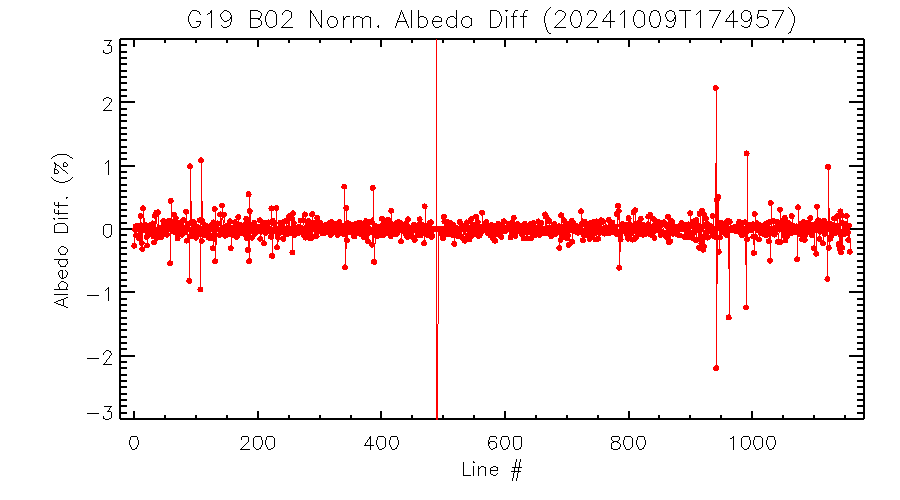 G19 B02 Norm. Albedo Diff (20241009T174957)
3
2
1
0
-1
-2
-3
Albedo Diff. (%)
0 200 400 600 800 1000
Line #